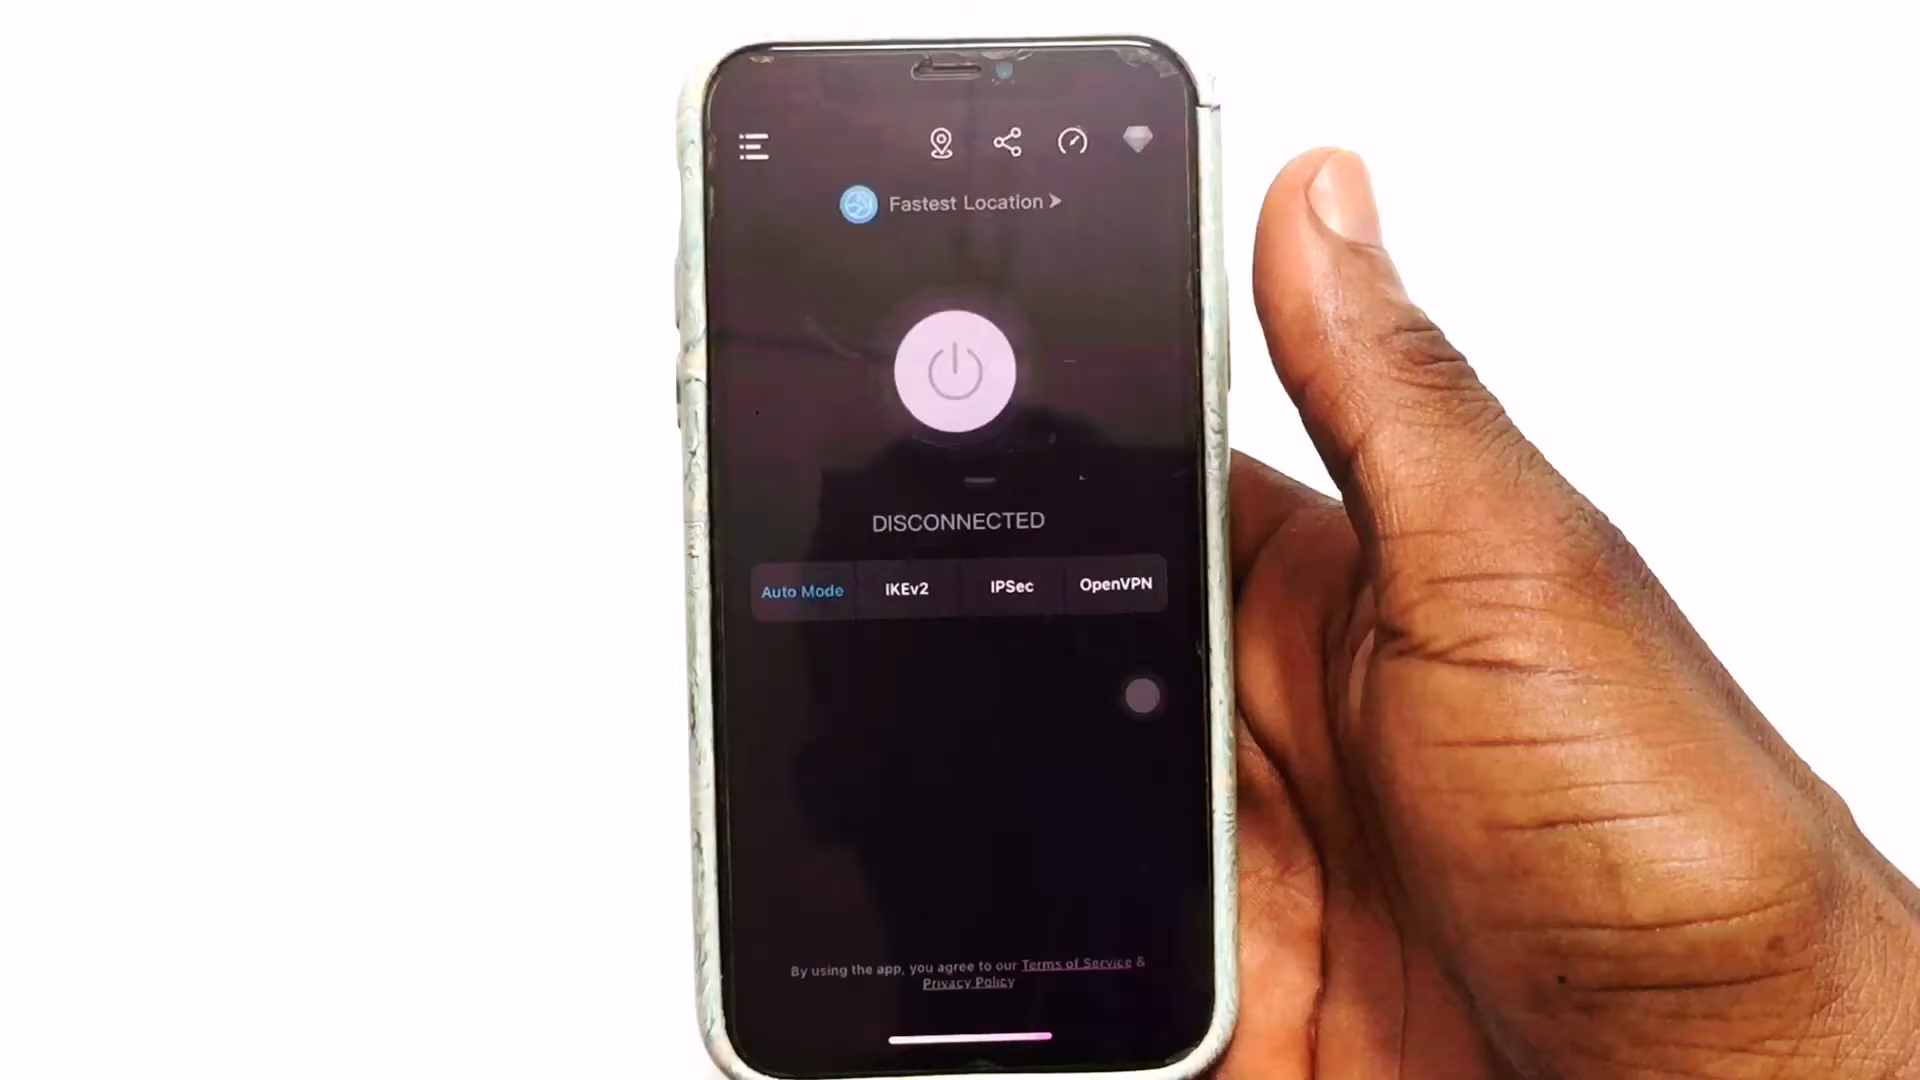 Fastest Location
DISCONNECTED
Auto Mode IKEv2 IPSec OpenVPN
By using the app, you agree to our Terms of Service &
Privacy Policy